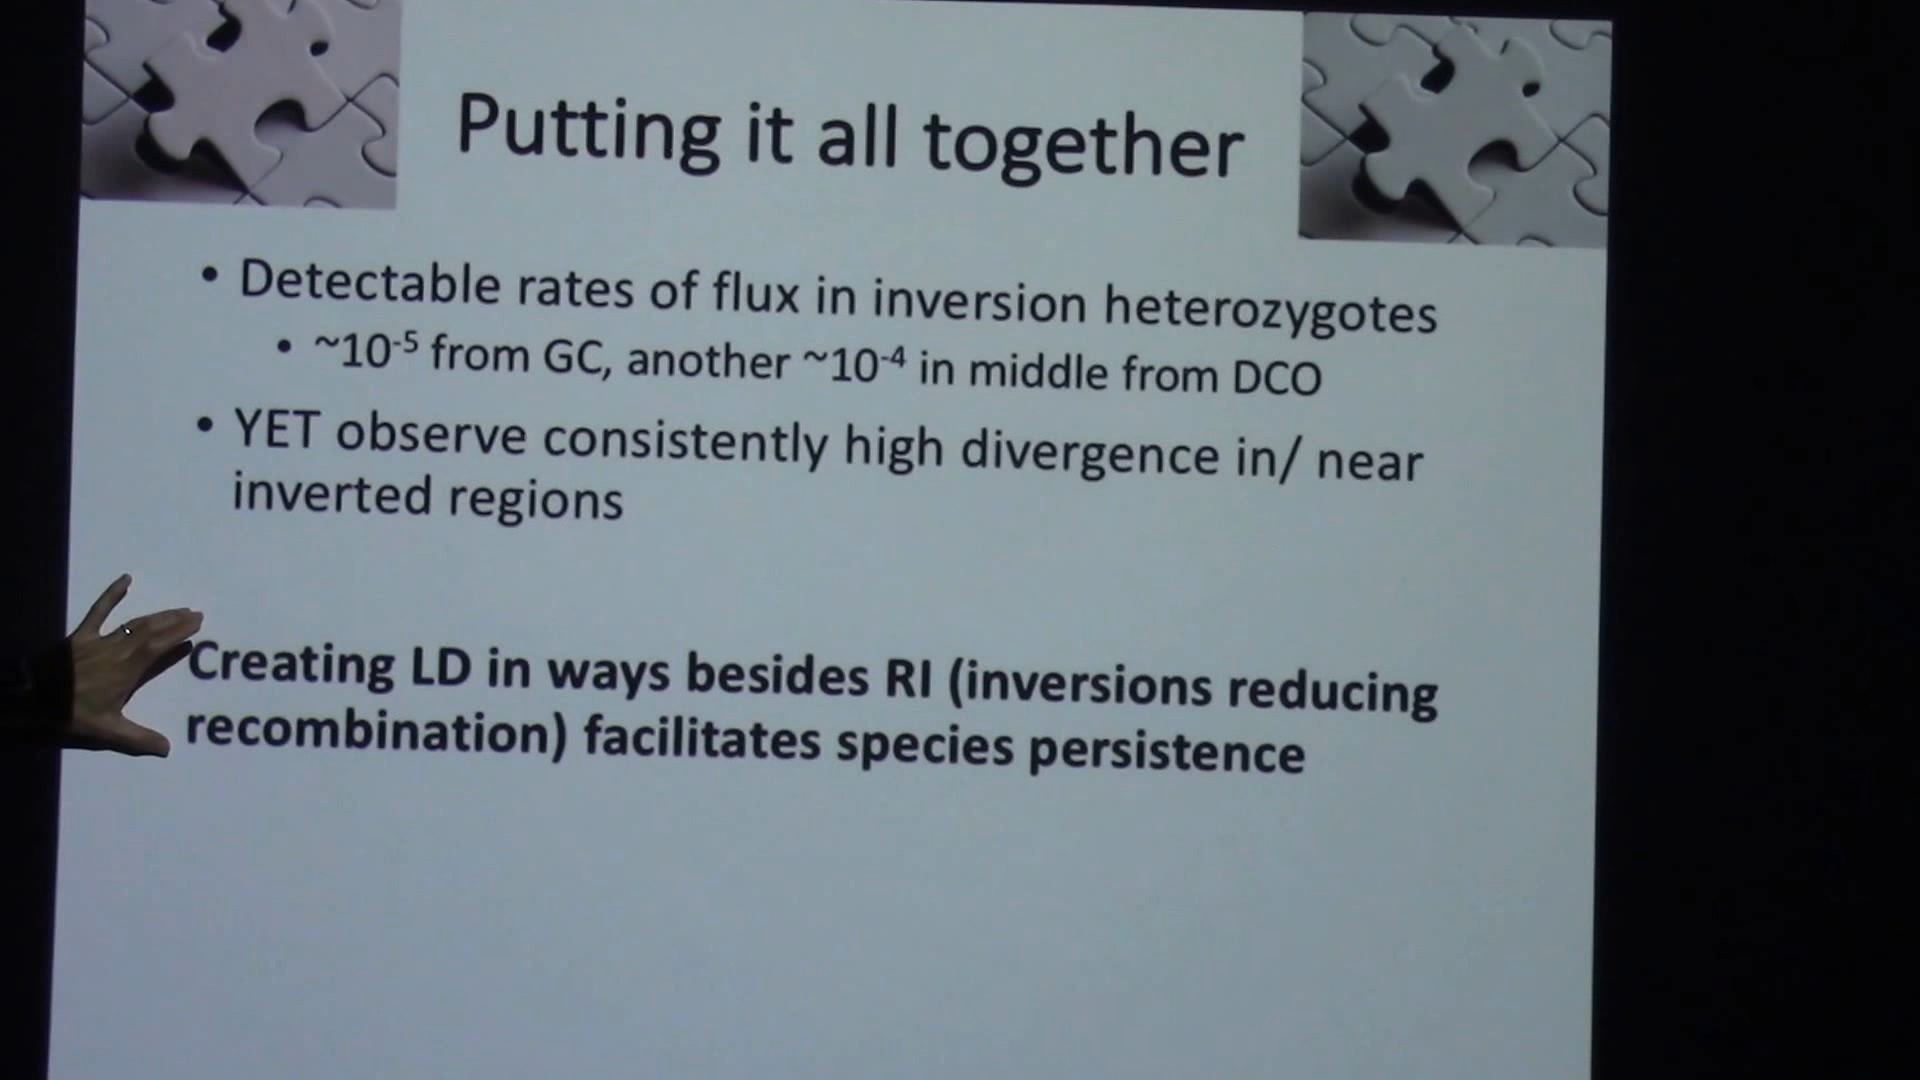 Putting it all together
• Detectable rates of flux in inversion heterozygotes
• ~10⁻⁵ from GC, another ~10⁻⁴ in middle from DCO
• YET observe consistently high divergence in/ near
inverted regions
Creating LD in ways besides RI (inversions reducing
recombination) facilitates species persistence